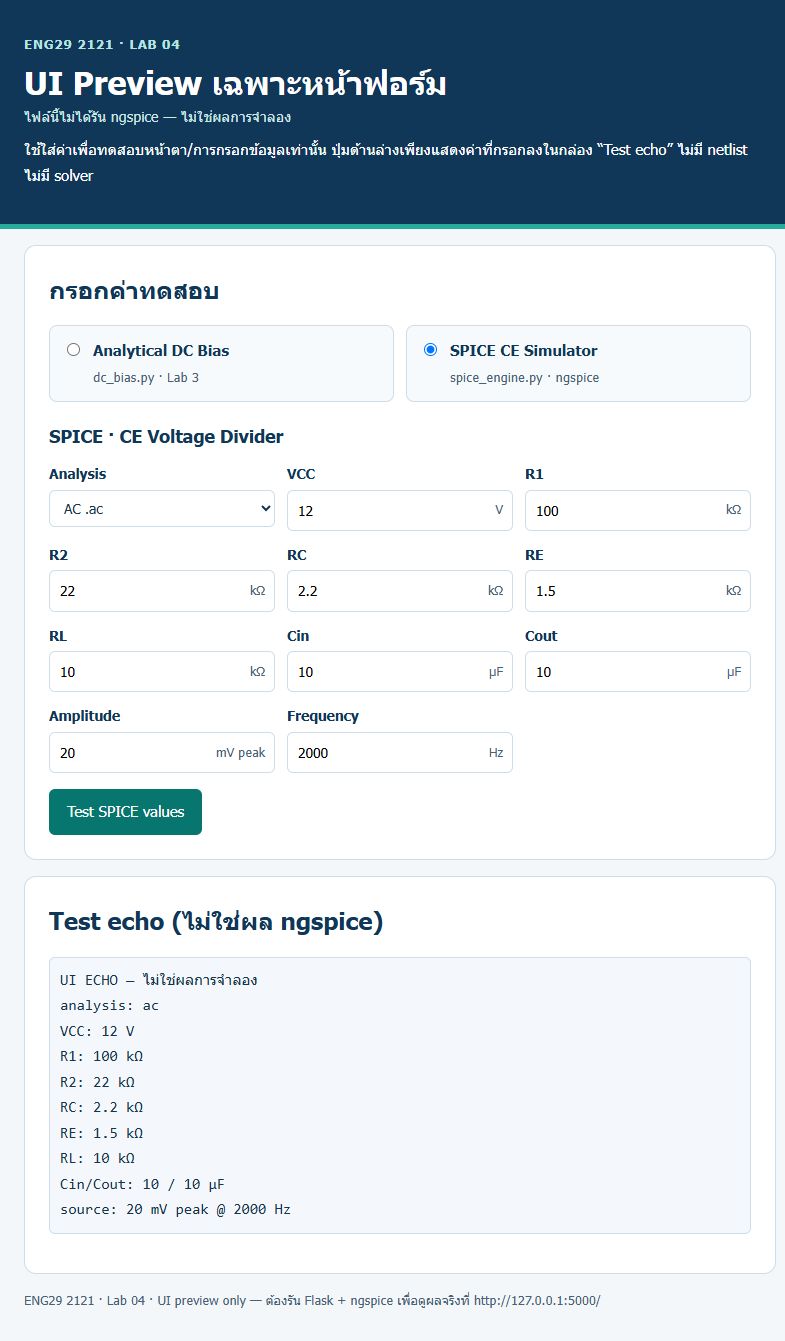 ENG29 2121 · LAB 04
UI Preview เฉพาะหน้าฟอร์ม
ไฟล์นี้ไม่ได้รัน ngspice — ไม่ใช่ผลการจำลอง
ใช้ใส่ค่าเพื่อทดสอบหน้าตา/การกรอกข้อมูลเท่านั้น ปุ่มด้านล่างเพียงแสดงค่าที่กรอกลงในกล่อง “Test echo” ไม่มี netlist
ไม่มี solver
กรอกค่าทดสอบ
Analytical DC Bias
dc_bias.py · Lab 3
SPICE CE Simulator
spice_engine.py · ngspice
SPICE · CE Voltage Divider
Analysis
AC .ac
VCC
12 V
R1
100 kΩ
R2
22 kΩ
RC
2.2 kΩ
RE
1.5 kΩ
RL
10 kΩ
Cin
10 µF
Cout
10 µF
Amplitude
20 mV peak
Frequency
2000 Hz
Test SPICE values
Test echo (ไม่ใช่ผล ngspice)
UI ECHO — ไม่ใช่ผลการจำลอง
analysis: ac
VCC: 12 V
R1: 100 kΩ
R2: 22 kΩ
RC: 2.2 kΩ
RE: 1.5 kΩ
RL: 10 kΩ
Cin/Cout: 10 / 10 µF
source: 20 mV peak @ 2000 Hz
ENG29 2121 · Lab 04 · UI preview only — ต้องรัน Flask + ngspice เพื่อดูผลจริงที่ http://127.0.0.1:5000/